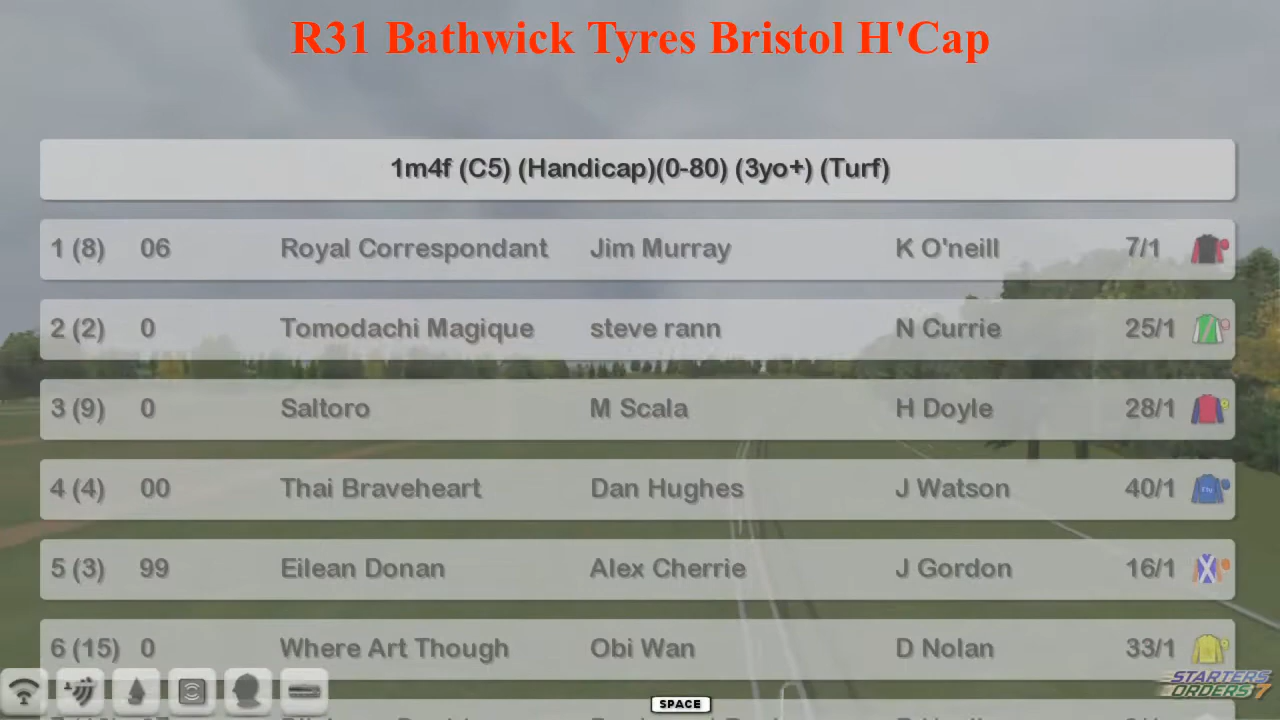 R31 Bathwick Tyres Bristol H'Cap
1m4f (C5) (Handicap)(0-80) (3yo+) (Turf)
1 (8) 06 Royal Correspondant Jim Murray K O'neill 7/1
2 (2) 0 Tomodachi Magique steve rann N Currie 25/1
3 (9) 0 Saltoro M Scala H Doyle 28/1
4 (4) 00 Thai Braveheart Dan Hughes J Watson 40/1
5 (3) 99 Eilean Donan Alex Cherrie J Gordon 16/1
6 (15) 0 Where Art Though Obi Wan D Nolan 33/1
STARTERS
ORDERS 7
SPACE